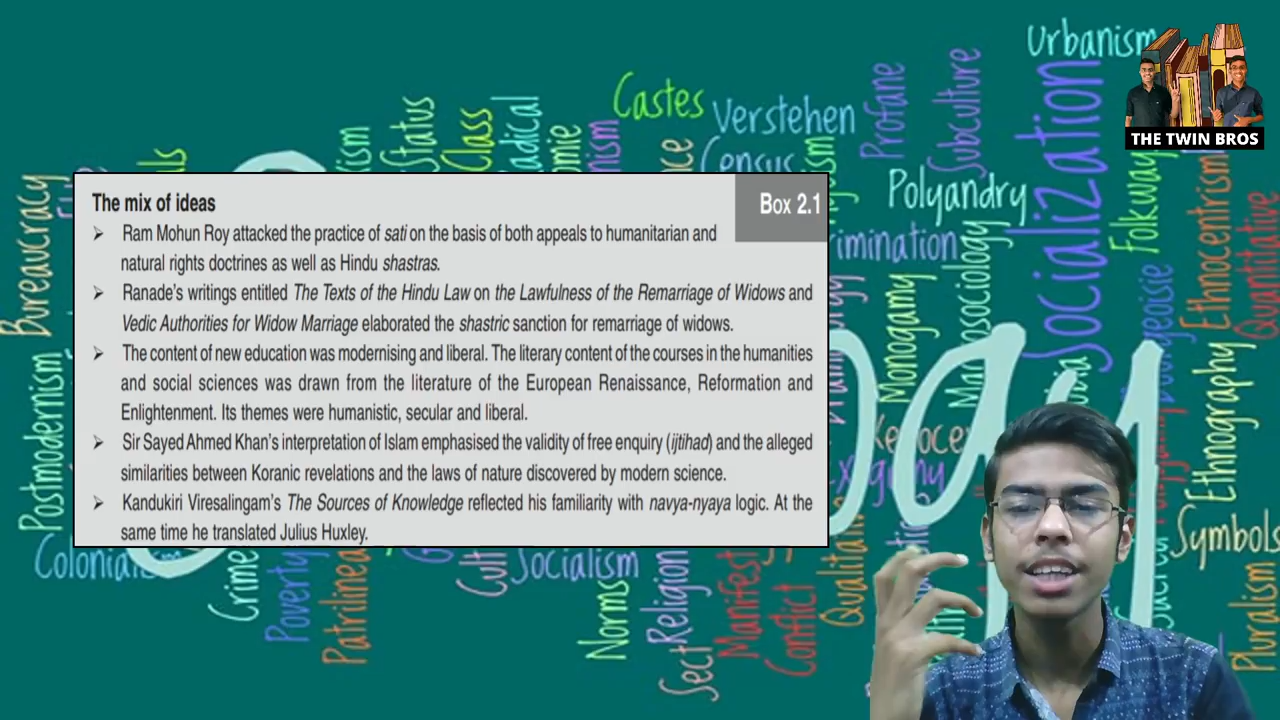 The mix of ideas
Box 2.1
➢ Ram Mohun Roy attacked the practice of sati on the basis of both appeals to humanitarian and
natural rights doctrines as well as Hindu shastras.
➢ Ranade's writings entitled The Texts of the Hindu Law on the Lawfulness of the Remarriage of Widows and
Vedic Authorities for Widow Marriage elaborated the shastric sanction for remarriage of widows.
➢ The content of new education was modernising and liberal. The literary content of the courses in the humanities
and social sciences was drawn from the literature of the European Renaissance, Reformation and
Enlightenment. Its themes were humanistic, secular and liberal.
➢ Sir Sayed Ahmed Khan's interpretation of Islam emphasised the validity of free enquiry (ijtihad) and the alleged
similarities between Koranic revelations and the laws of nature discovered by modern science.
➢ Kandukiri Viresalingam's The Sources of Knowledge reflected his familiarity with navya-nyaya logic. At the
same time he translated Julius Huxley.
THE TWIN BROS
Urbanism
Castes
Verstehen
Profane
Subculture
Socialization
Status
Class
Census
Polyandry
Folkway
Ethnocentrism
Quantitative
Bureaucracy
Monogamy
Postmodernism
Ethnography
Symbols
Pluralism
Crime
Poverty
Cult
Socialism
Norms
Religion
Sect
Manifest
Conflict